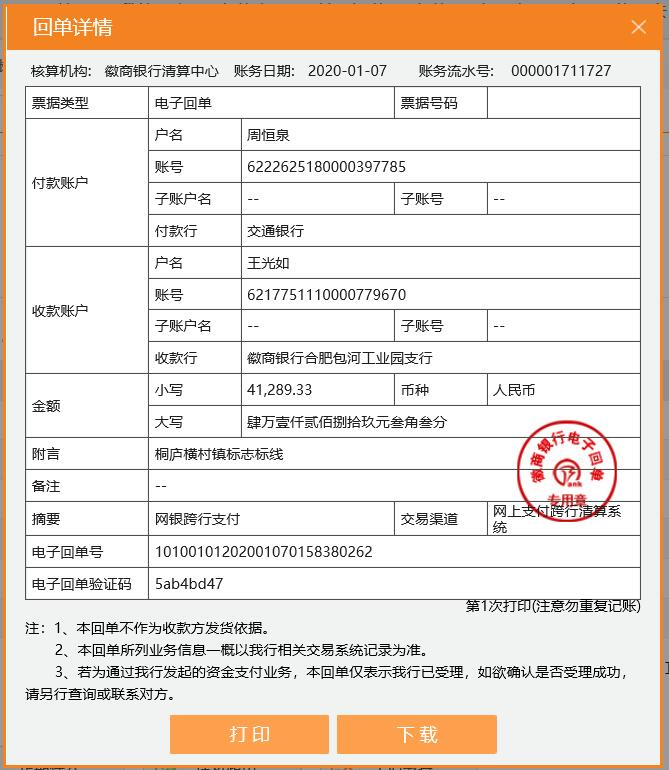 回单详情
核算机构: 徽商银行清算中心 账务日期: 2020-01-07 账务流水号: 000001711727
票据类型 电子回单 票据号码
付款账户
户名 周恒泉
账号 6222625180000397785
子账户名 -- 子账号 --
付款行 交通银行
收款账户
户名 王光如
账号 6217751110000779670
子账户名 -- 子账号 --
收款行 徽商银行合肥包河工业园支行
金额
小写 41,289.33 币种 人民币
大写 肆万壹仟贰佰捌拾玖元叁角叁分
附言 桐庐横村镇标志标线
备注 --
徽商银行电子回单
ank
专用章
摘要 网银跨行支付 交易渠道 网上支付跨行清算系
统
电子回单号 10100101202001070158380262
电子回单验证码 5ab4bd47
第1次打印(注意勿重复记账)
注: 1、本回单不作为收款方发货依据。
2、本回单所列业务信息一概以我行相关交易系统记录为准。
3、若为通过我行发起的资金支付业务，本回单仅表示我行已受理，如欲确认是否受理成功，
请另行查询或联系对方。
打印 下载